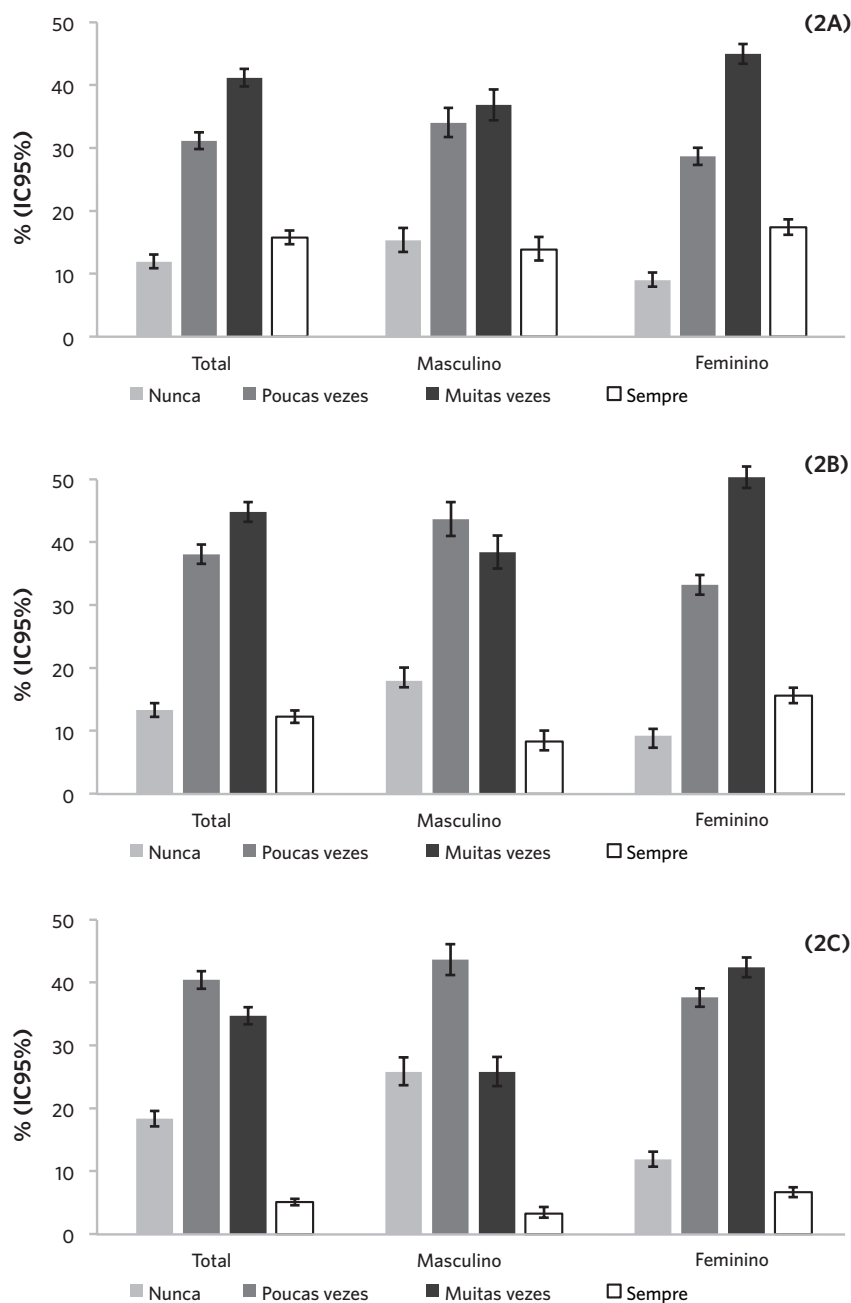 (2A)
% (IC95%)
50
40
30
20
10
0
Total Masculino Feminino
Nunca Poucas vezes Muitas vezes Sempre
(2B)
% (IC95%)
50
40
30
20
10
0
Total Masculino Feminino
Nunca Poucas vezes Muitas vezes Sempre
(2C)
% (IC95%)
50
40
30
20
10
0
Total Masculino Feminino
Nunca Poucas vezes Muitas vezes Sempre